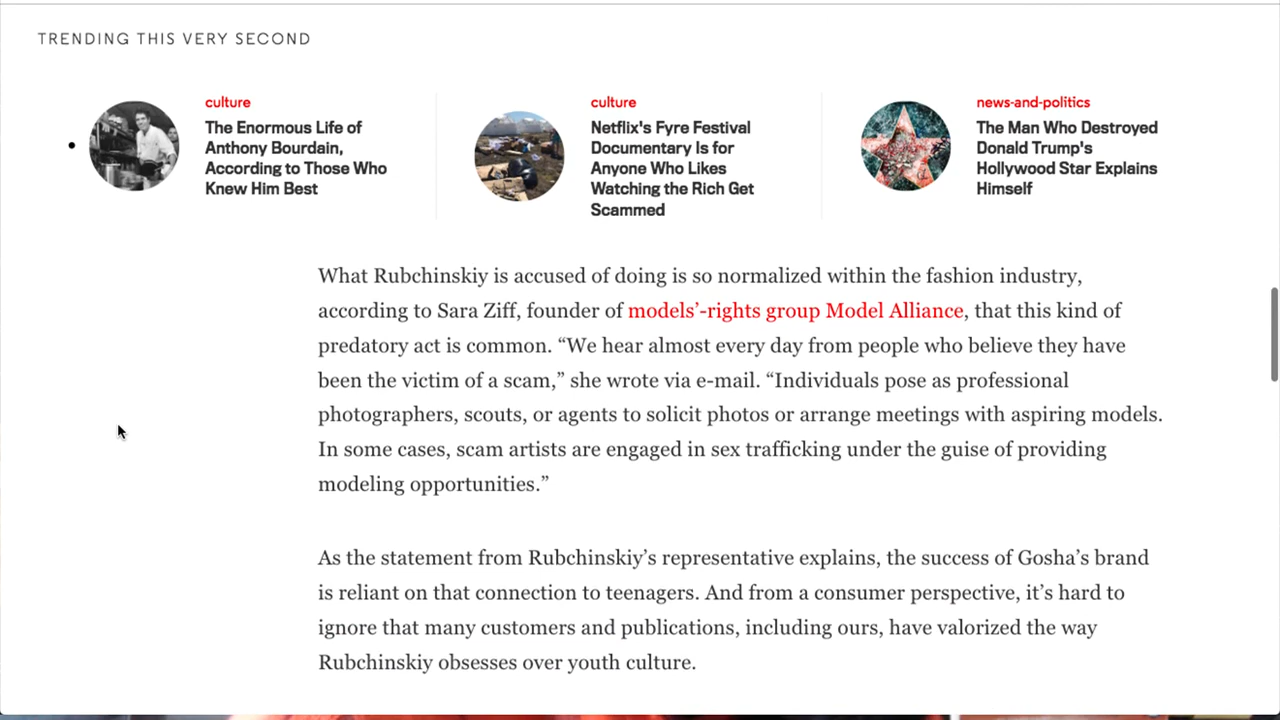 TRENDING THIS VERY SECOND
culture
The Enormous Life of
Anthony Bourdain,
According to Those Who
Knew Him Best
culture
Netflix's Fyre Festival
Documentary Is for
Anyone Who Likes
Watching the Rich Get
Scammed
news-and-politics
The Man Who Destroyed
Donald Trump's
Hollywood Star Explains
Himself
What Rubchinskiy is accused of doing is so normalized within the fashion industry,
according to Sara Ziff, founder of models’-rights group Model Alliance, that this kind of
predatory act is common. “We hear almost every day from people who believe they have
been the victim of a scam,” she wrote via e-mail. “Individuals pose as professional
photographers, scouts, or agents to solicit photos or arrange meetings with aspiring models.
In some cases, scam artists are engaged in sex trafficking under the guise of providing
modeling opportunities.”
As the statement from Rubchinskiy’s representative explains, the success of Gosha’s brand
is reliant on that connection to teenagers. And from a consumer perspective, it’s hard to
ignore that many customers and publications, including ours, have valorized the way
Rubchinskiy obsesses over youth culture.